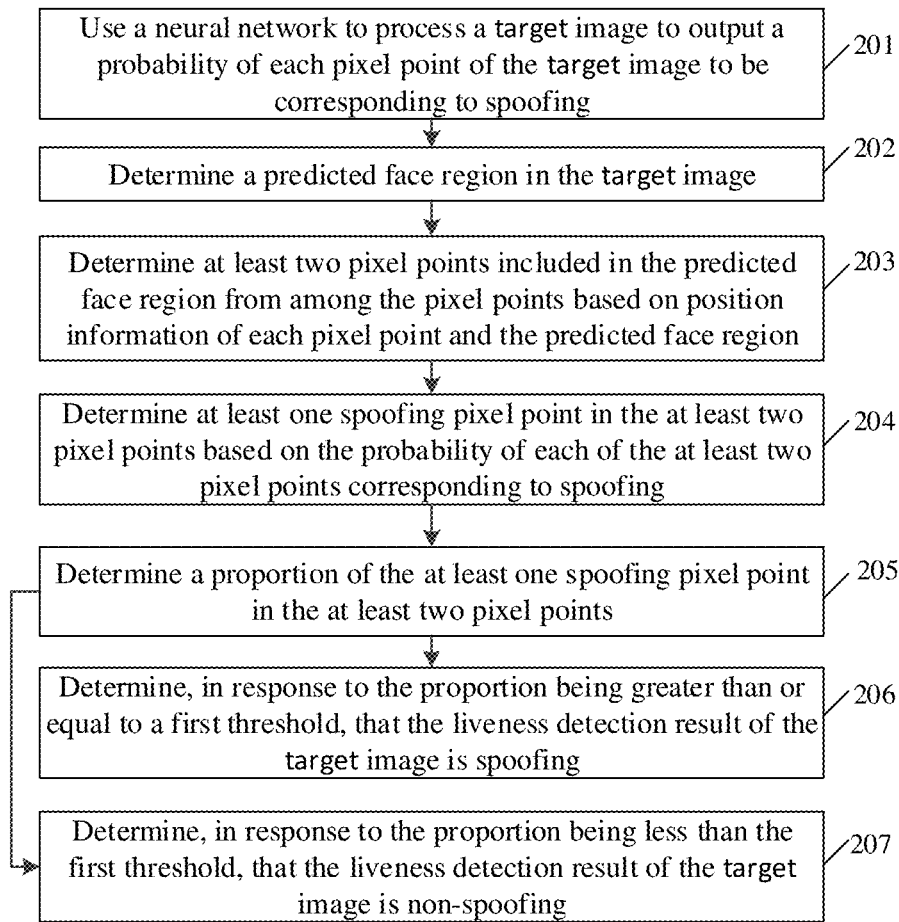 Use a neural network to process a target image to output a
probability of each pixel point of the target image to be
corresponding to spoofing
201
Determine a predicted face region in the target image
202
Determine at least two pixel points included in the predicted
face region from among the pixel points based on position
information of each pixel point and the predicted face region
203
Determine at least one spoofing pixel point in the at least two
pixel points based on the probability of each of the at least two
pixel points corresponding to spoofing
204
Determine a proportion of the at least one spoofing pixel point
in the at least two pixel points
205
Determine, in response to the proportion being greater than or
equal to a first threshold, that the liveness detection result of the
target image is spoofing
206
Determine, in response to the proportion being less than the
first threshold, that the liveness detection result of the target
image is non-spoofing
207